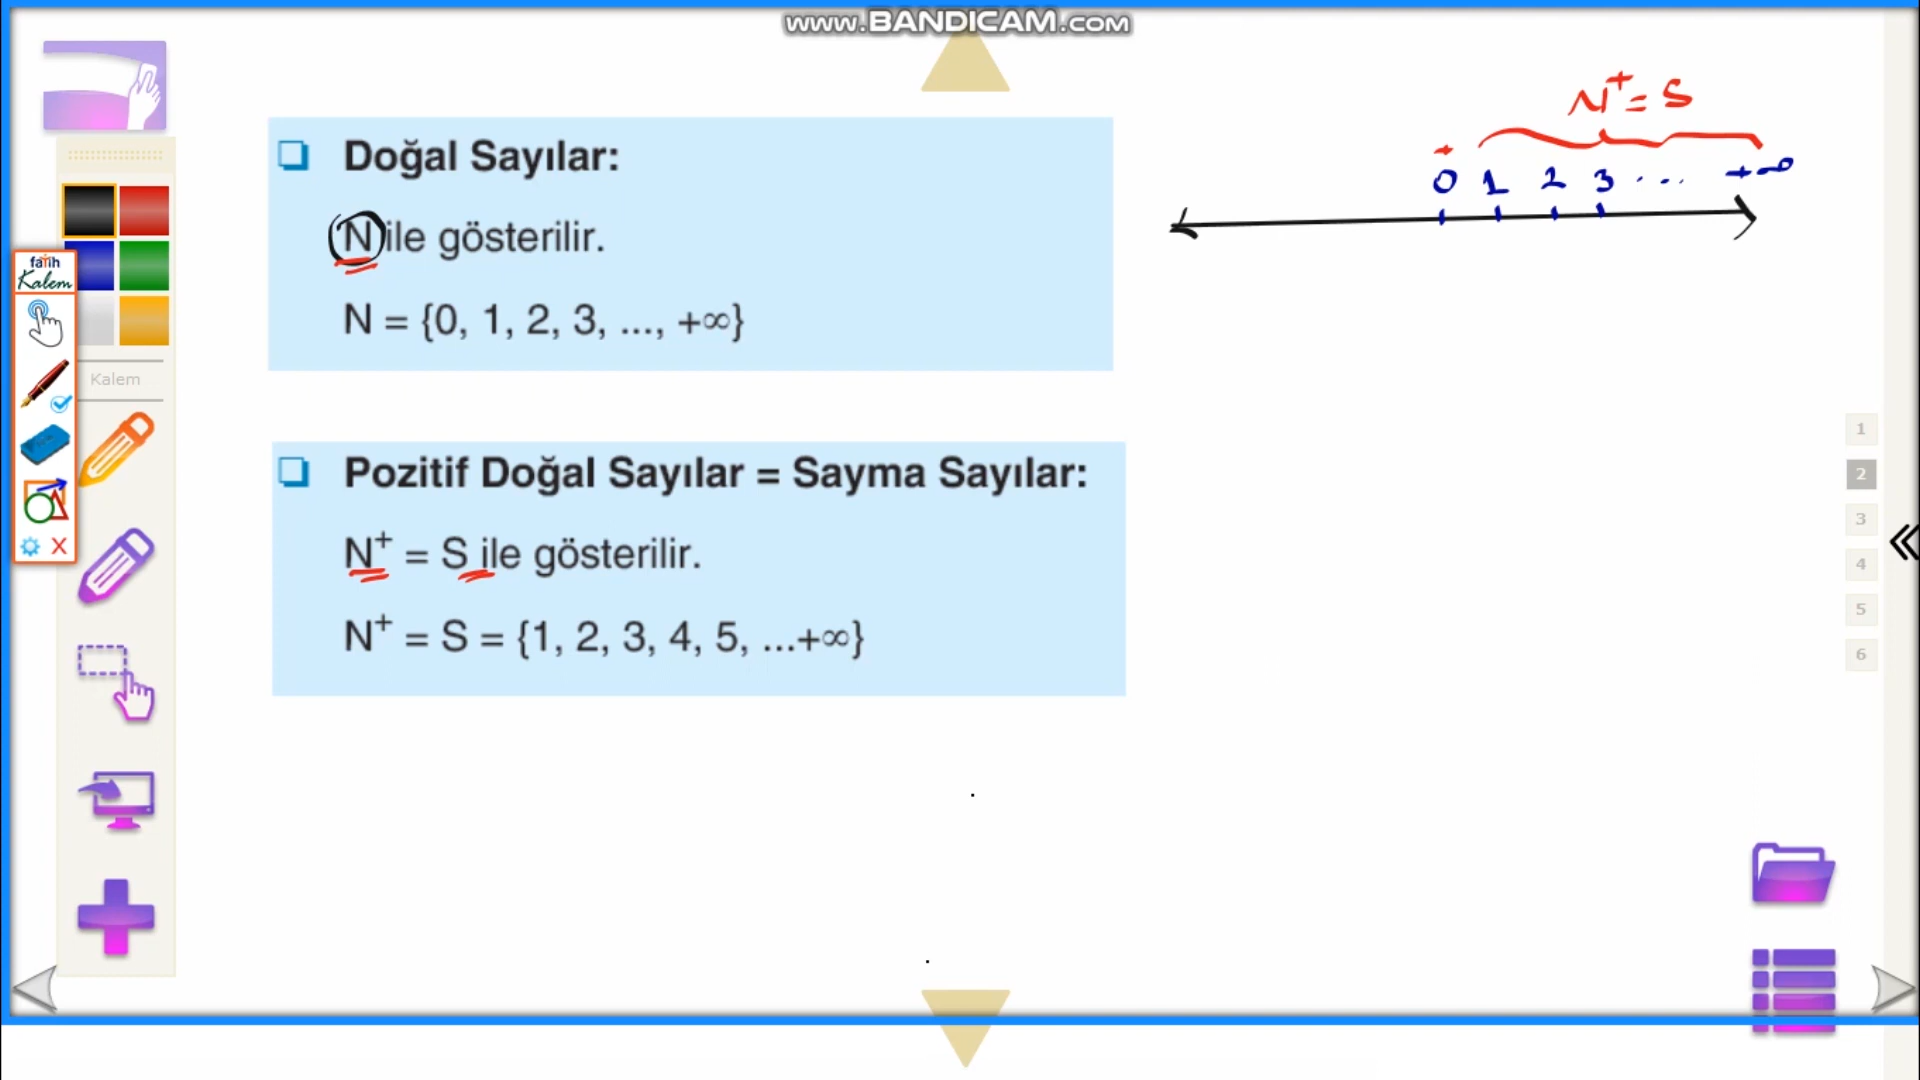 www.BANDICAM.com
Doğal Sayılar:
N ile gösterilir.
N = {0, 1, 2, 3, ..., +∞}
N⁺ = S
0 1 2 3 ... +∞
fatih
Kalem
Kalem
Pozitif Doğal Sayılar = Sayma Sayılar:
N⁺ = S ile gösterilir.
N⁺ = S = {1, 2, 3, 4, 5, ...+∞}
1
2
3
4
5
6